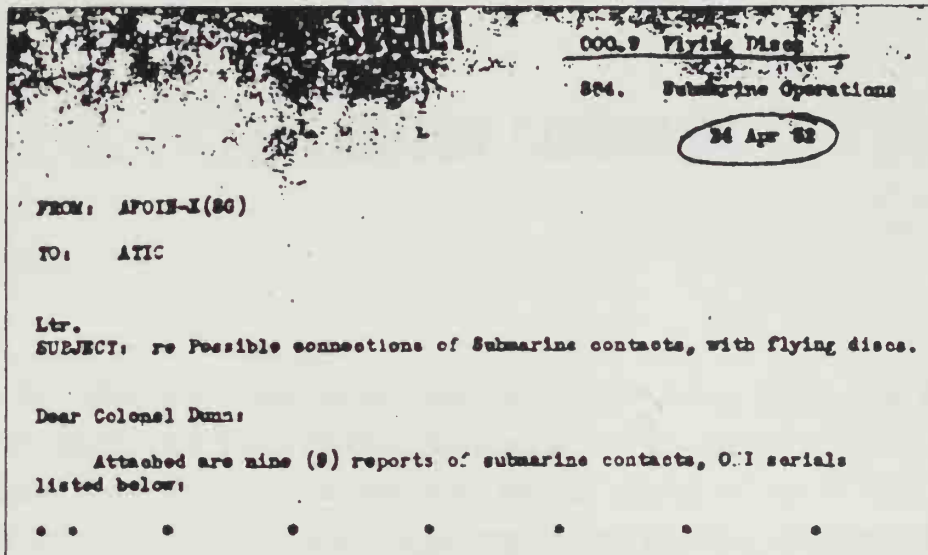 SECRET
000.9 Flying Discs
384. Submarine Operations
24 Apr 52
FROM: AFOIN-X(SG)
TO: ATIC
Ltr.
SUBJECT: re Possible connections of Submarine contacts, with flying discs.
Dear Colonel Dunn:
Attached are nine (9) reports of submarine contacts, ONI serials
listed below:
* * * * * * * *